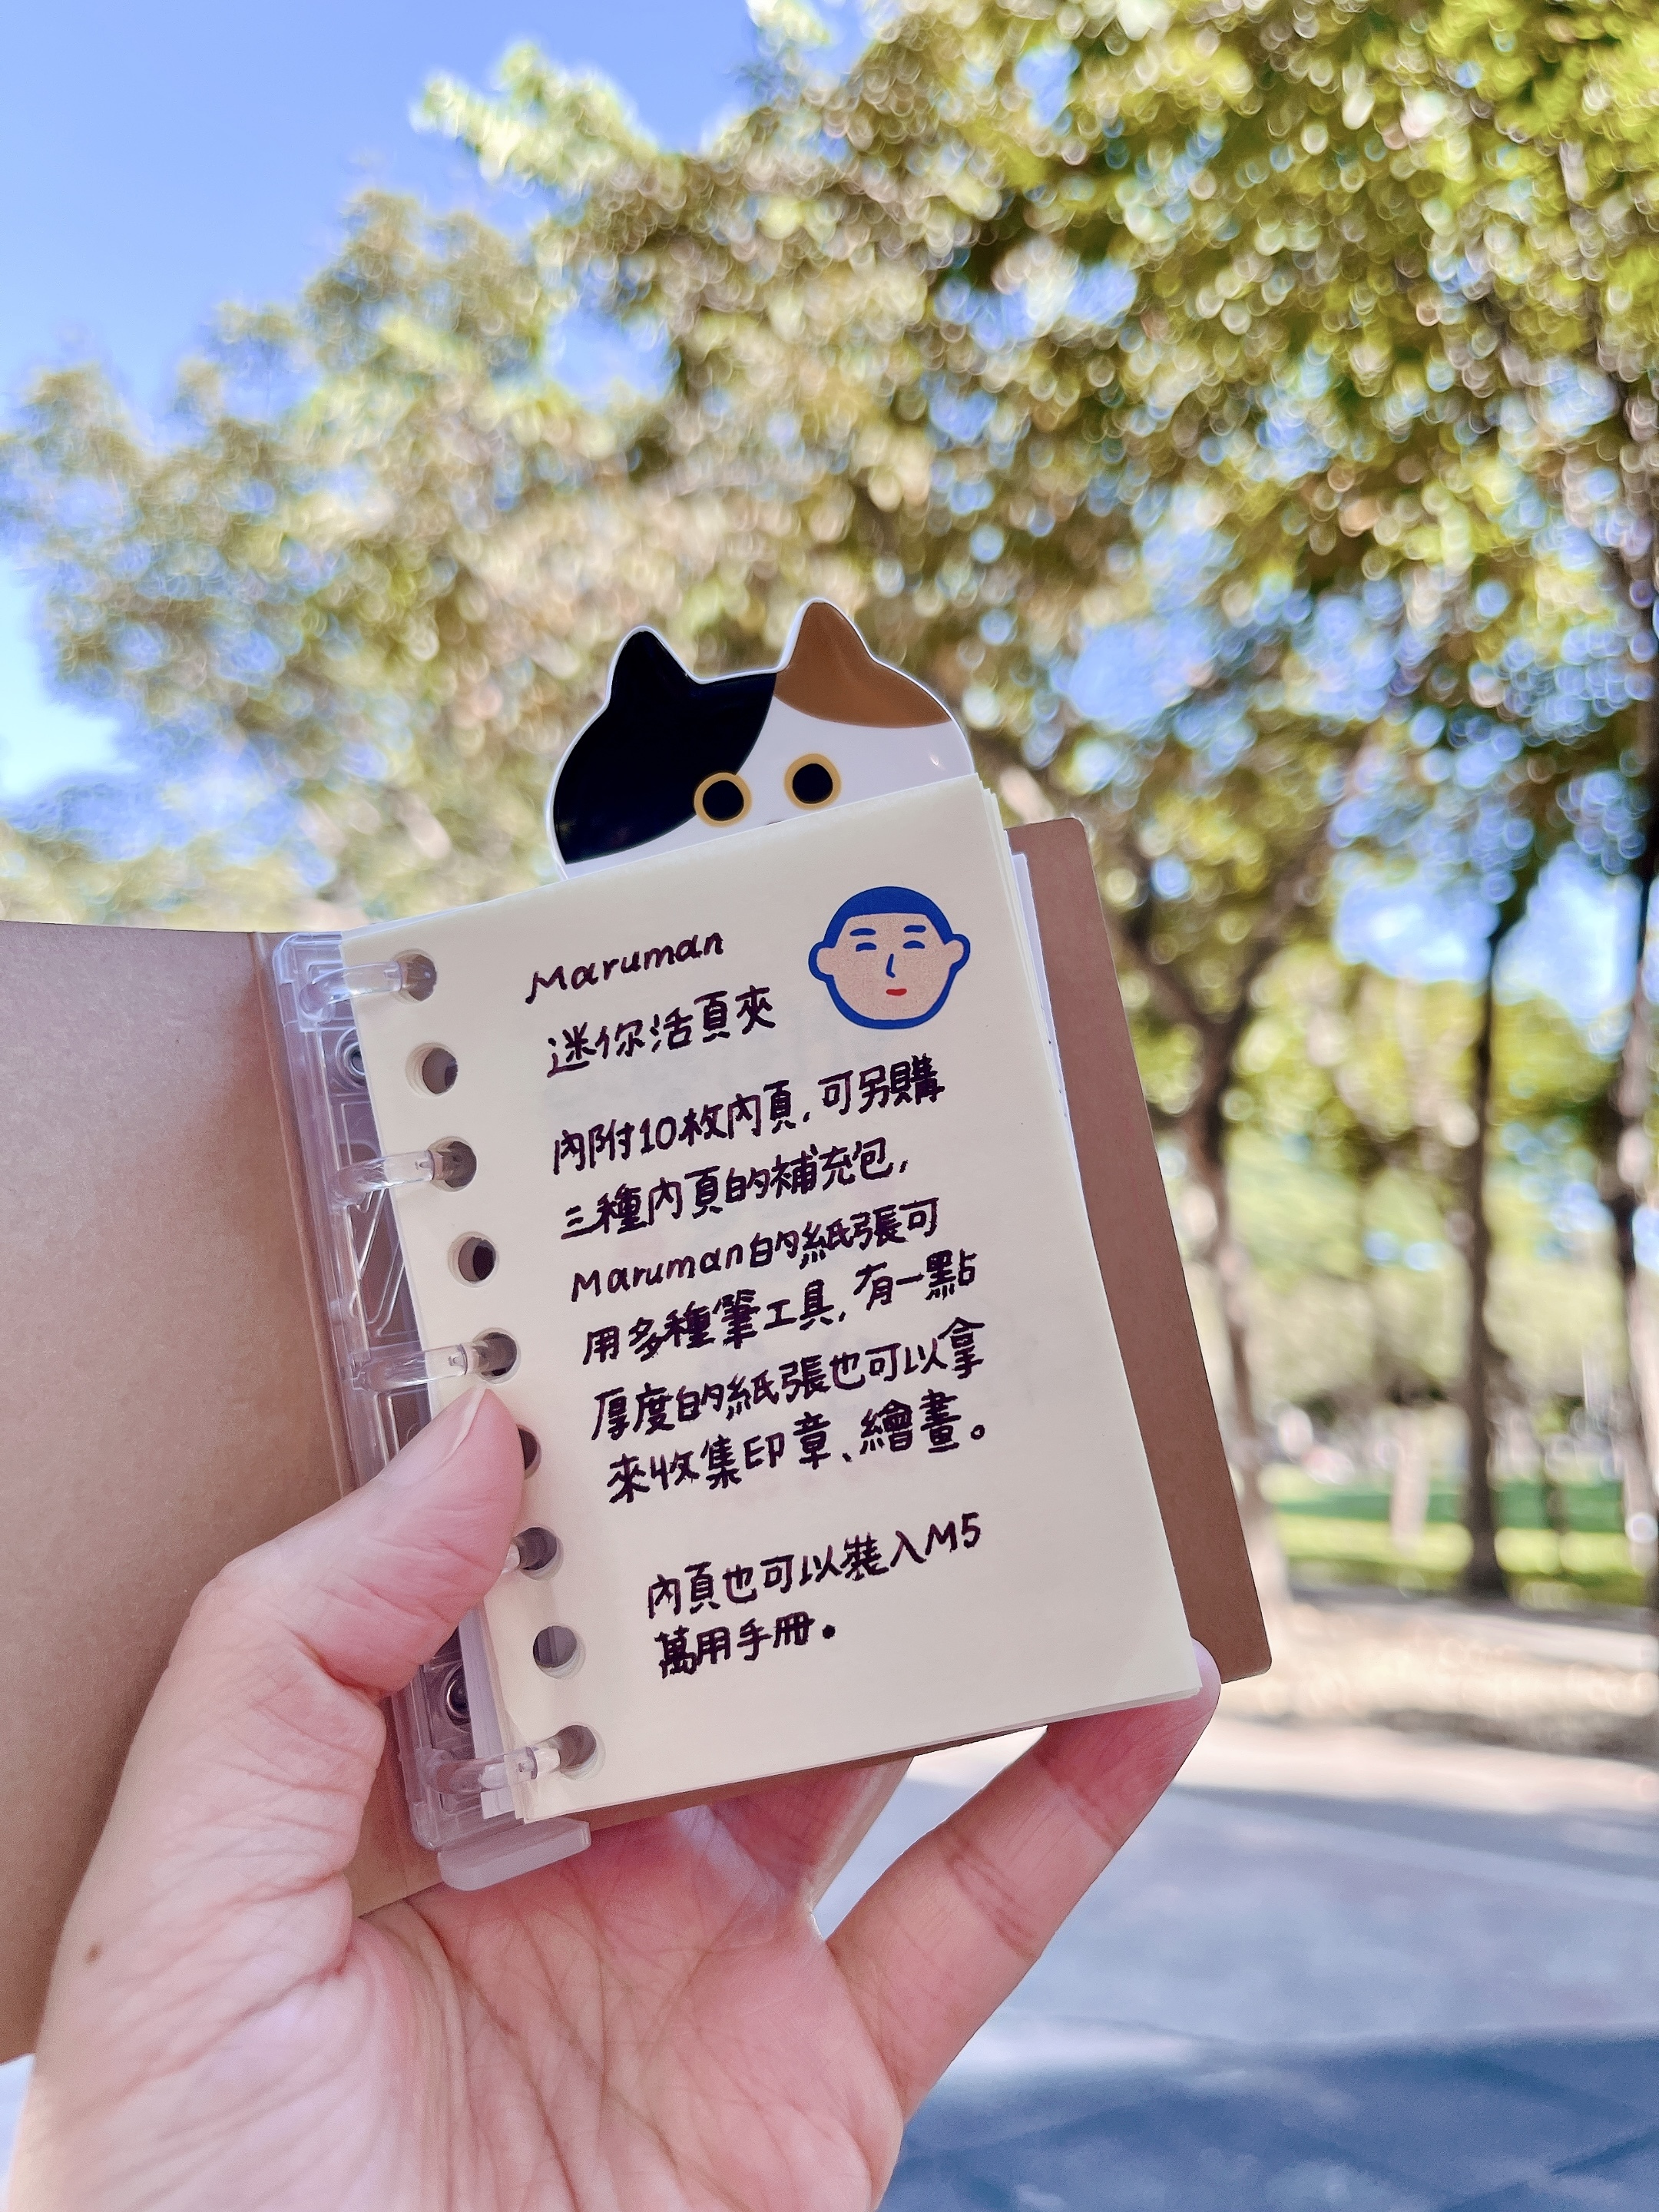 Maruman
迷你活頁夾
內附10枚內頁,可另購
三種內頁的補充包,
Maruman的紙張可
用多種筆工具,有一點
厚度的紙張也可以拿
來收集印章、繪畫。
內頁也可以裝入M5
萬用手冊.